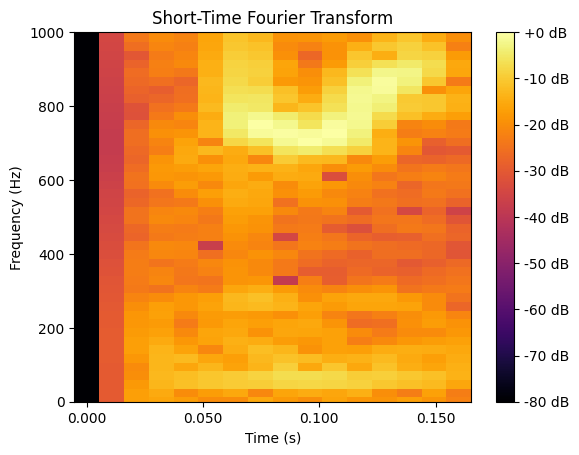 Short-Time Fourier Transform
1000
800
600
400
200
0
Frequency (Hz)
0.000
0.050
0.100
0.150
Time (s)
+0 dB
-10 dB
-20 dB
-30 dB
-40 dB
-50 dB
-60 dB
-70 dB
-80 dB